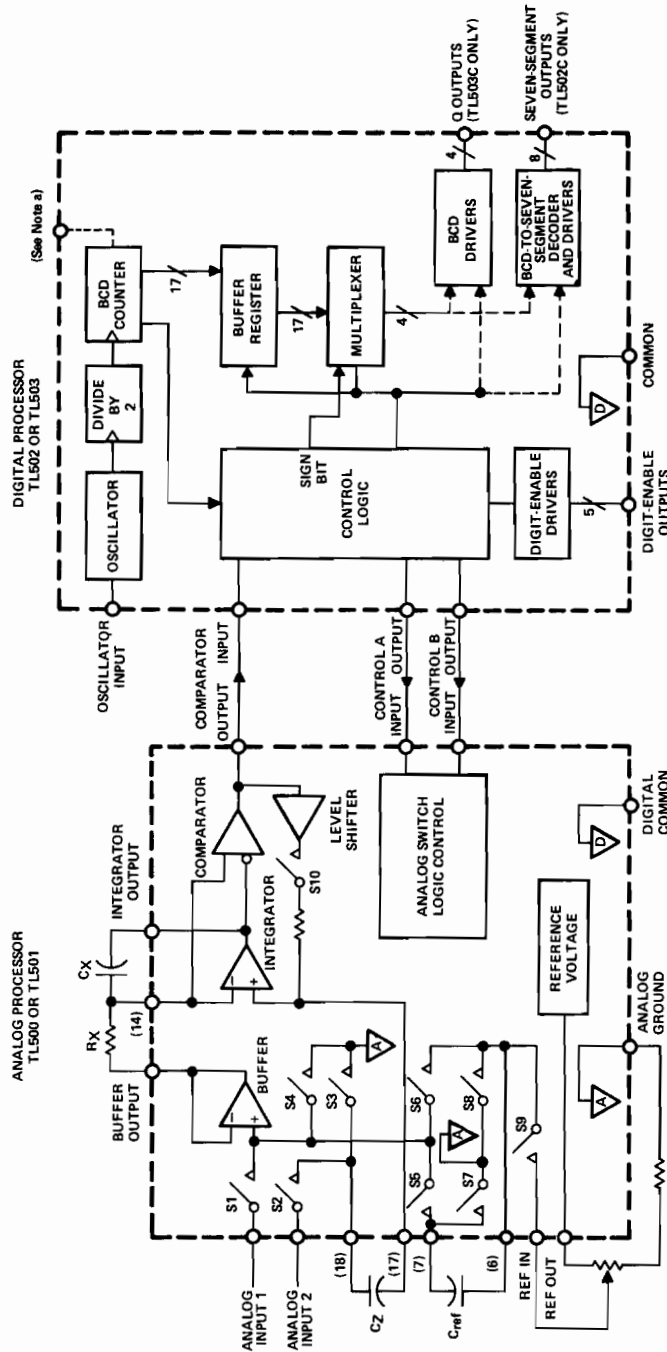 ANALOG PROCESSOR
TL500 OR TL501
BUFFER OUTPUT
RX
(14)
CX
INTEGRATOR OUTPUT
COMPARATOR
INTEGRATOR
BUFFER
LEVEL
SHIFTER
S10
ANALOG INPUT 1
ANALOG INPUT 2
S1
S2
S4
S3
A
(18)
CZ
(17)
(7)
Cref
(6)
S6
S6
A
S7
S8
S9
REF IN
REF OUT
ANALOG SWITCH
LOGIC CONTROL
REFERENCE
VOLTAGE
A
D
ANALOG
GROUND
DIGITAL
COMMON
COMPARATOR
OUTPUT INPUT
CONTROL A
INPUT OUTPUT
CONTROL B
INPUT OUTPUT
DIGITAL PROCESSOR
TL502 OR TL503
OSCILLATOR
INPUT
(See Note a)
OSCILLATOR
DIVIDE
BY
2
BCD
COUNTER
17
BUFFER
REGISTER
17
MULTIPLEXER
4
SIGN
BIT
CONTROL
LOGIC
BCD
DRIVERS
4
Q OUTPUTS
(TL503C ONLY)
BCD-TO-SEVEN-
SEGMENT
DECODER
AND DRIVERS
8
SEVEN-SEGMENT
OUTPUTS
(TL502C ONLY)
DIGIT-ENABLE
DRIVERS
5
D
DIGIT-ENABLE
OUTPUTS
COMMON